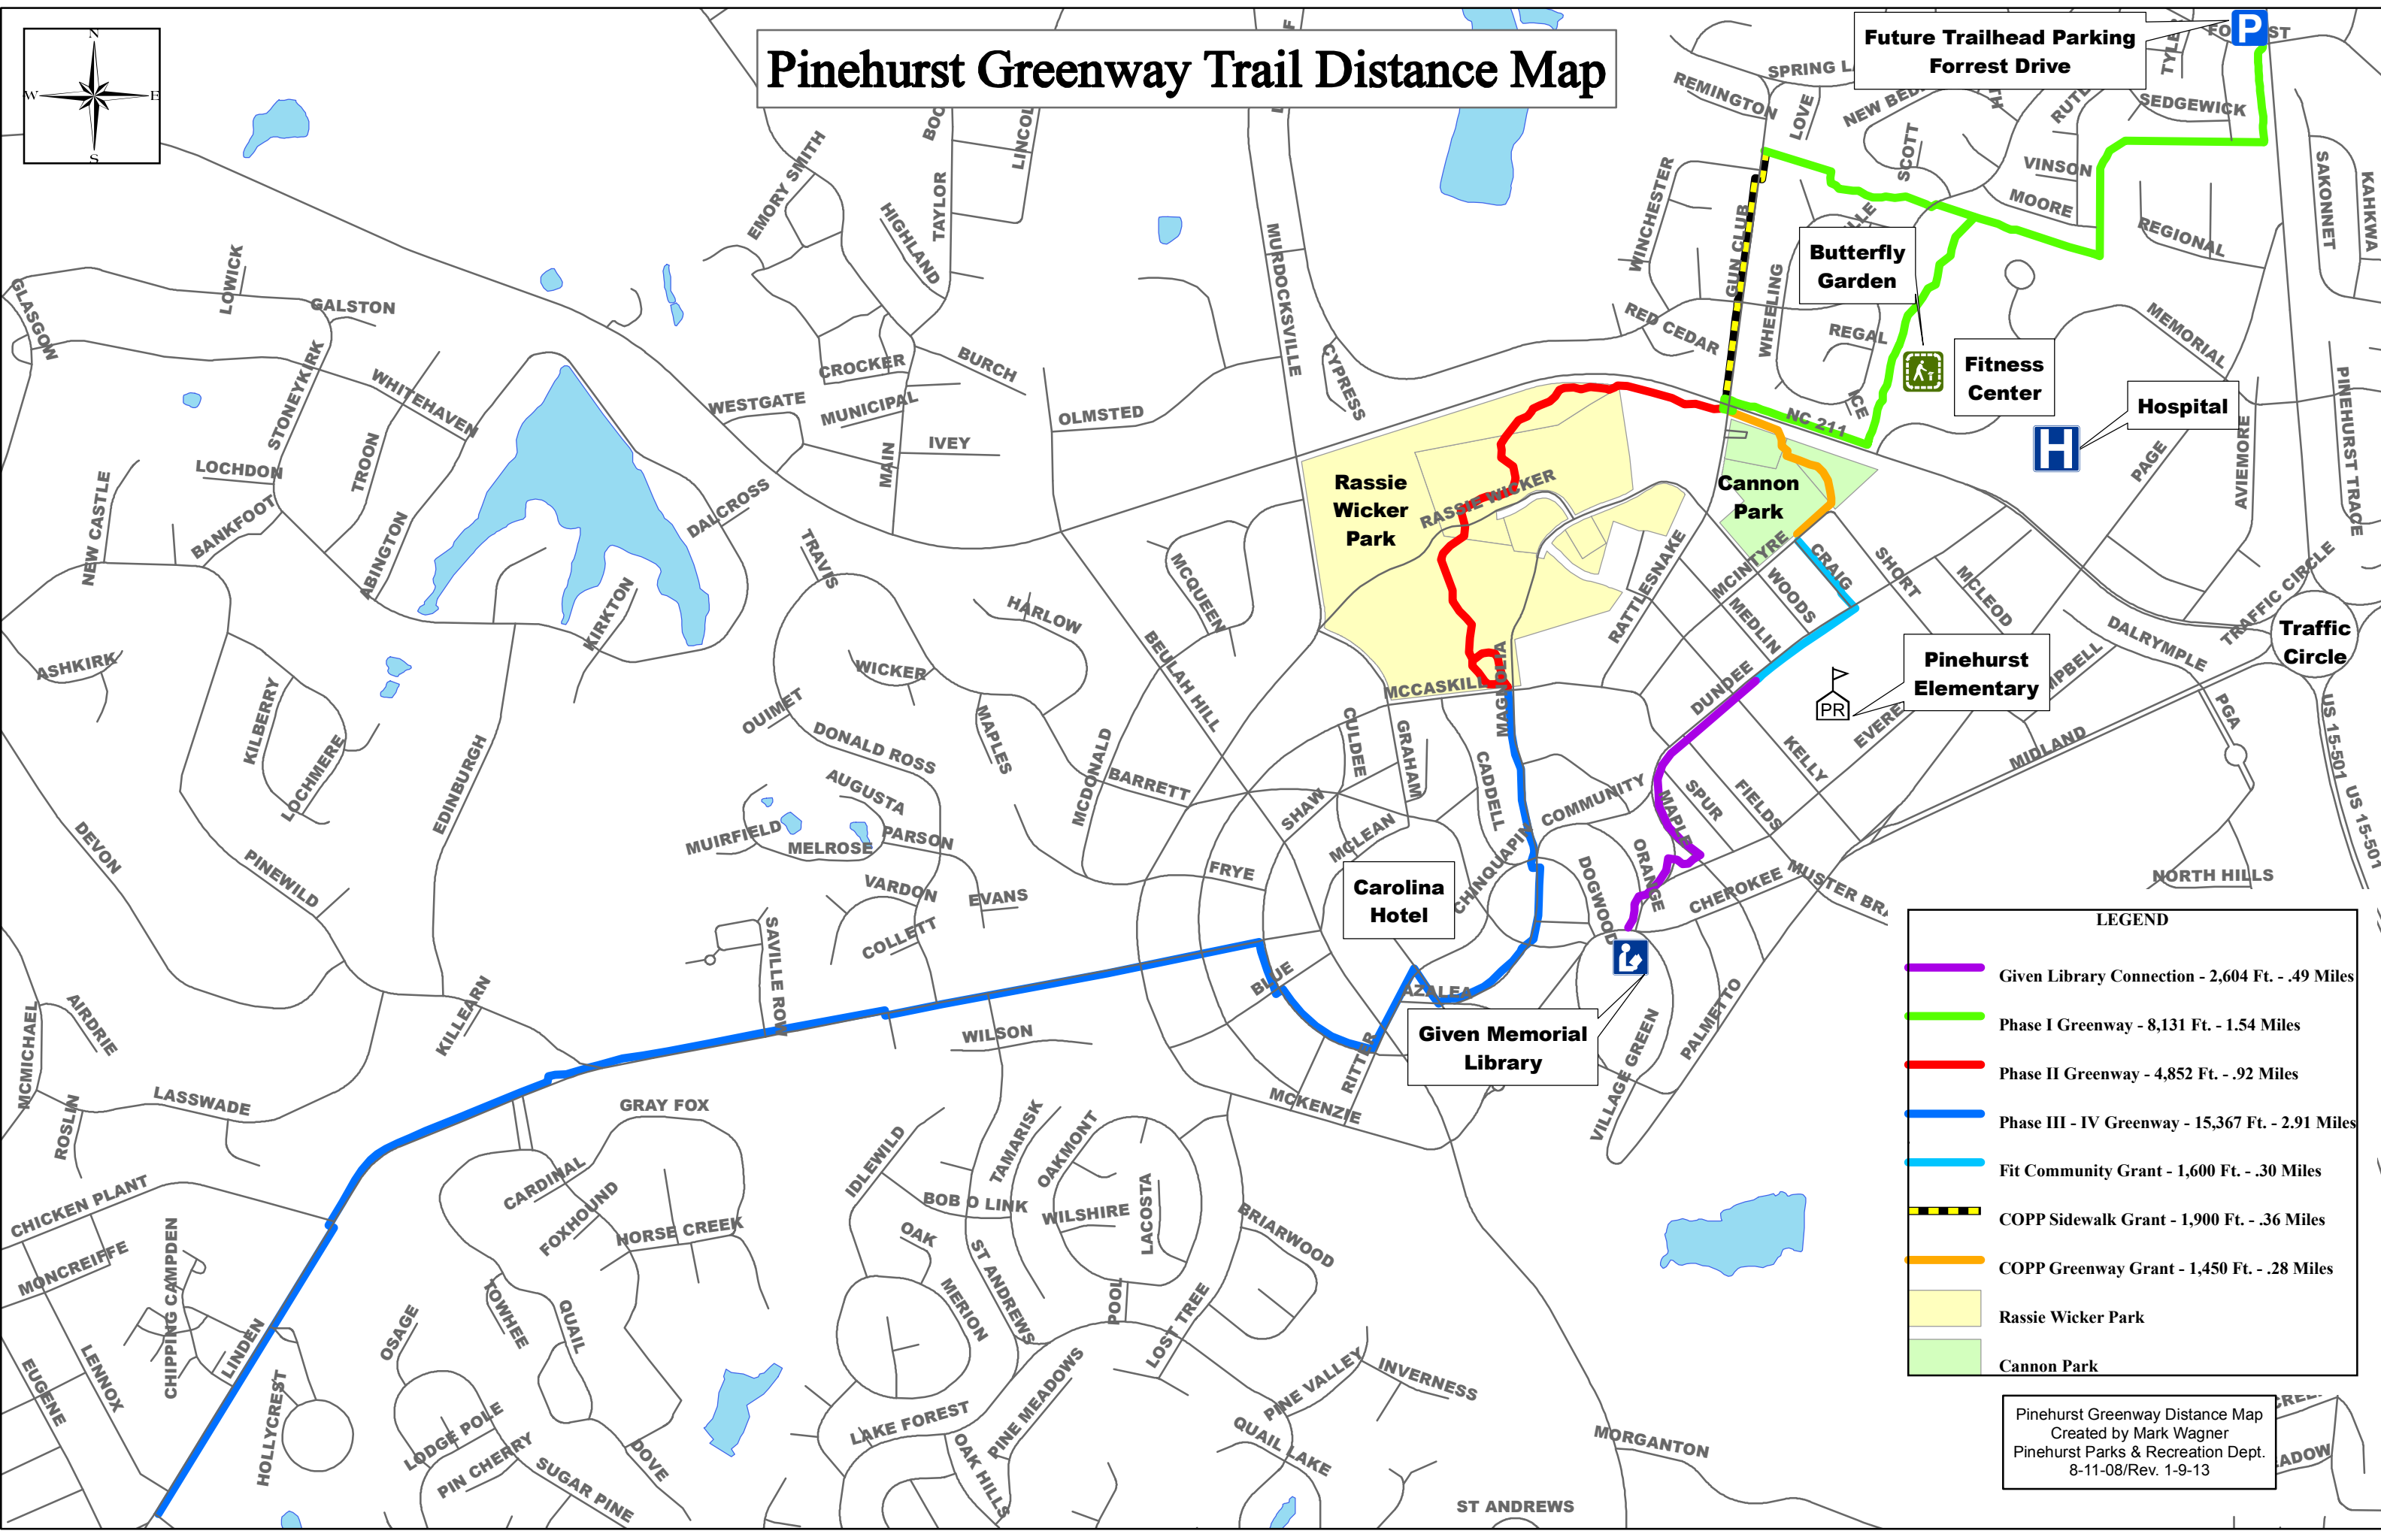 Pinehurst Greenway Trail Distance Map
N
W
E
S
Future Trailhead Parking
Forrest Drive
P
SPRING
REMINGTON
LOVE
SCOTT
SEDGEWICK
VINSON
MOORE
REGIONAL
SAKONNET
KAHKWA
WINCHESTER
GUN CLUB
WHEELING
RED CEDAR
REGAL
NC 211
Butterfly
Garden
Fitness
Center
Hospital
H
MEMORIAL
PAGE
AVIEMORE
PINEHURST TRACE
EMORY SMITH
HIGHLAND
TAYLOR
MURDOCKSVILLE
CYPRESS
LOWICK
GALSTON
GLASGOW
STONEYKIRK
WHITEHAVEN
TROON
LOCHDON
BANKFOOT
NEW CASTLE
ABINGTON
KIRKTON
DALCROSS
WESTGATE
CROCKER
MUNICIPAL
BURCH
OLMSTED
IVEY
MAIN
Rassie
Wicker
Park
RASSIE WICKER
Cannon
Park
MCINTYRE
CRAIG
SHORT
WOODS
MEDLIN
MCLEOD
RATTLESNAKE
DUNDEE
TRAFFIC CIRCLE
Traffic
Circle
DALRYMPLE
PGA
US 15-501
US 15-501
MIDLAND
Pinehurst
Elementary
PR
KELLY
FIELDS
SPUR
MAPLE
ORANGE
DOGWOOD
COMMUNITY
CHINQUAPIN
CADDELL
MAGNOLIA
MCCASKILL
GRAHAM
CULDEE
SHAW
MCLEAN
FRYE
BARRETT
MCDONALD
BEULAH HILL
MCQUEEN
HARLOW
TRAVIS
WICKER
OUIMET
DONALD ROSS
MAPLES
AUGUSTA
PARSON
MUIRFIELD
MELROSE
VARDON
EVANS
COLLETT
SAVILLE ROW
WILSON
ASHKIRK
KILBERRY
LOCHMERE
EDINBURGH
DEVON
PINEWILD
AIRDRIE
MCMICHAEL
KILLEARN
LASSWADE
ROSLIN
CHICKEN PLANT
MONCREIFFE
CHIPPING CAMPDEN
LINDEN
LENNOX
EUGENE
HOLLYCREST
GRAY FOX
CARDINAL
FOXHOUND
HORSE CREEK
TOWHEE
QUAIL
OSAGE
LODGE POLE
PIN CHERRY
SUGAR PINE
DOVE
IDLEWILD
TAMARISK
OAKMONT
BOB O LINK
WILSHIRE
LACOSTA
BRIARWOOD
OAK
MERION
ST ANDREWS
POOL
LOST TREE
LAKE FOREST
PINE MEADOWS
OAK HILLS
PINE VALLEY
INVERNESS
QUAIL LAKE
MORGANTON
ST ANDREWS
Carolina
Hotel
BLUE
AZALEA
RITTER
MCKENZIE
Given Memorial
Library
VILLAGE GREEN
PALMETTO
CHEROKEE
NORTH HILLS
LEGEND
Given Library Connection - 2,604 Ft. - .49 Miles
Phase I Greenway - 8,131 Ft. - 1.54 Miles
Phase II Greenway - 4,852 Ft. - .92 Miles
Phase III - IV Greenway - 15,367 Ft. - 2.91 Miles
Fit Community Grant - 1,600 Ft. - .30 Miles
COPP Sidewalk Grant - 1,900 Ft. - .36 Miles
COPP Greenway Grant - 1,450 Ft. - .28 Miles
Rassie Wicker Park
Cannon Park
Pinehurst Greenway Distance Map
Created by Mark Wagner
Pinehurst Parks & Recreation Dept.
8-11-08/Rev. 1-9-13